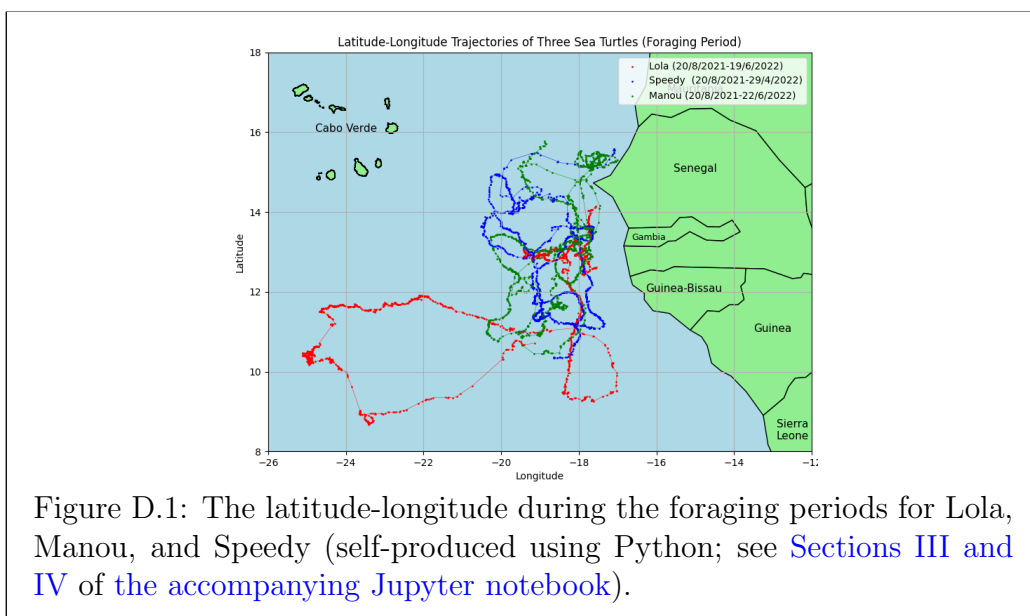 Latitude-Longitude Trajectories of Three Sea Turtles (Foraging Period)
18
16
14
12
10
8
Latitude
Lola (20/8/2021-19/6/2022)
Speedy (20/8/2021-29/4/2022)
Manou (20/8/2021-22/6/2022)
Mauritania
Cabo Verde
Senegal
Gambia
Guinea-Bissau
Guinea
Sierra
Leone
−26 −24 −22 −20 −18 −16 −14 −12
Longitude
Figure D.1: The latitude-longitude during the foraging periods for Lola,
Manou, and Speedy (self-produced using Python; see Sections III and
IV of the accompanying Jupyter notebook).